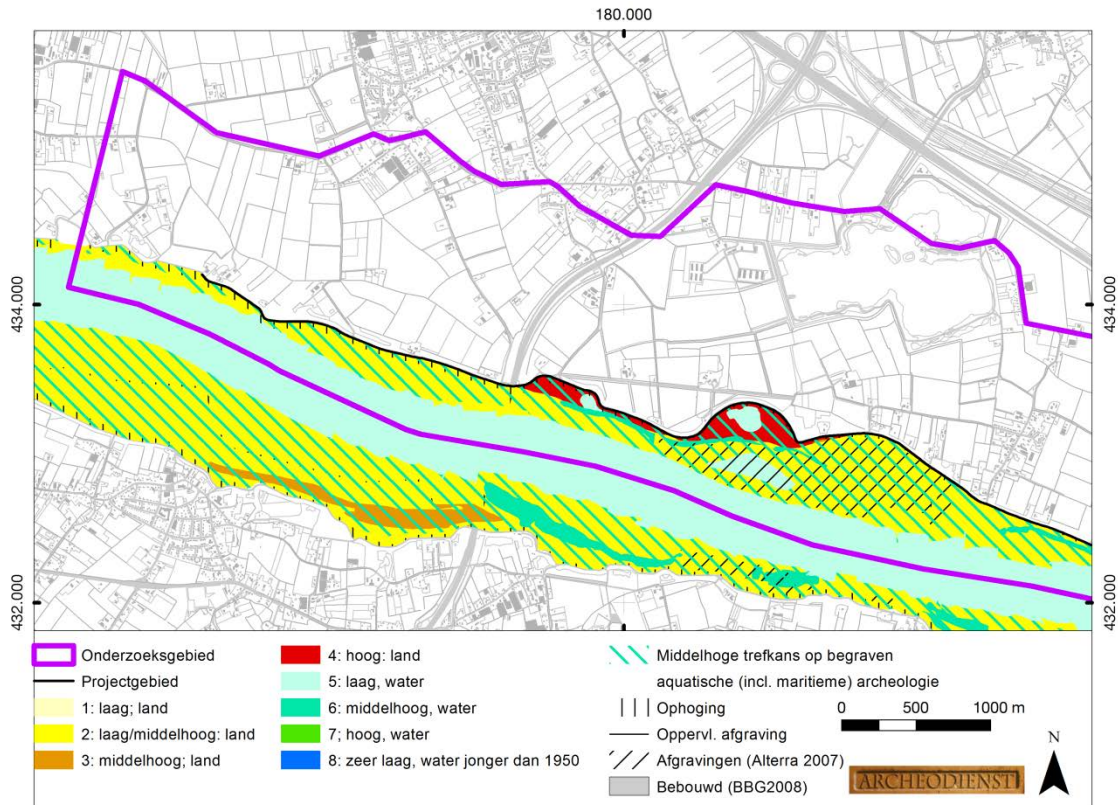 180.000
434.000
434.000
432.000
432.000
Onderzoeksgebied
Projectgebied
1: laag; land
2: laag/middelhoog: land
3: middelhoog; land
4: hoog: land
5: laag, water
6: middelhoog, water
7; hoog, water
8: zeer laag, water jonger dan 1950
Middelhoge trefkans op begraven
aquatische (incl. maritieme) archeologie
Ophoging
Oppervl. afgraving
Afgravingen (Alterra 2007)
Bebouwd (BBG2008)
0 500 1000 m
N
ARCHEODIENST